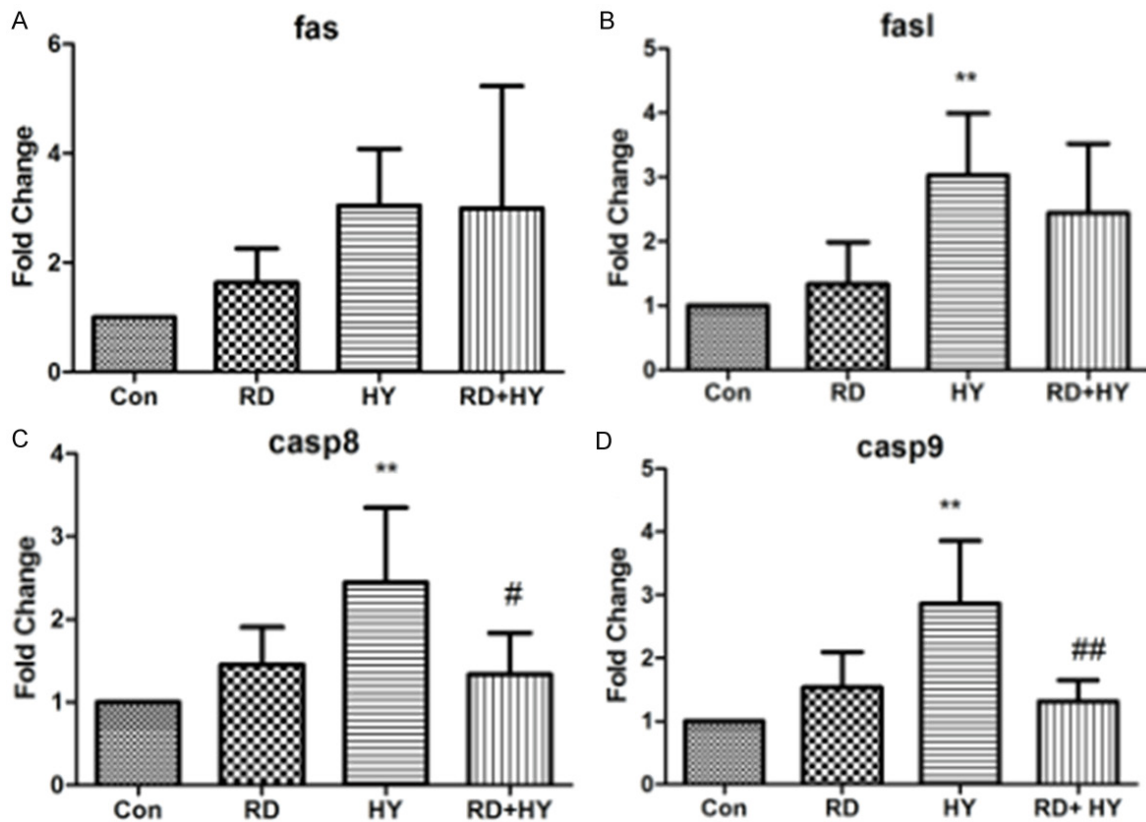 A
fas
Fold Change
6
4
2
0
Con RD HY RD+HY
B
fasl
Fold Change
**
5
4
3
2
1
0
Con RD HY RD+HY
C
casp8
Fold Change
**
#
4
3
2
1
0
Con RD HY RD+HY
D
casp9
Fold Change
**
##
5
4
3
2
1
0
Con RD HY RD+ HY